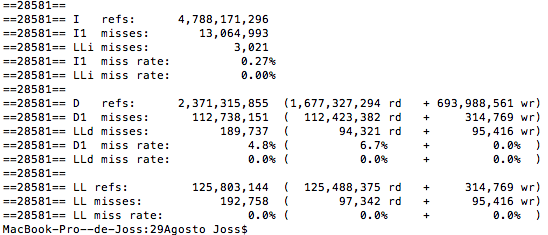 ==28581==
==28581== I   refs:      4,788,171,296
==28581== I1  misses:       13,064,993
==28581== LLi misses:            3,021
==28581== I1  miss rate:          0.27%
==28581== LLi miss rate:          0.00%
==28581==
==28581== D   refs:      2,371,315,855  (1,677,327,294 rd   + 693,988,561 wr)
==28581== D1  misses:      112,738,151  (  112,423,382 rd   +     314,769 wr)
==28581== LLd misses:          189,737  (       94,321 rd   +      95,416 wr)
==28581== D1  miss rate:           4.8% (          6.7%     +         0.0%  )
==28581== LLd miss rate:           0.0% (          0.0%     +         0.0%  )
==28581==
==28581== LL refs:         125,803,144  (  125,488,375 rd   +     314,769 wr)
==28581== LL misses:           192,758  (       97,342 rd   +      95,416 wr)
==28581== LL miss rate:            0.0% (          0.0%     +         0.0%  )
MacBook-Pro--de-Joss:29Agosto Joss$